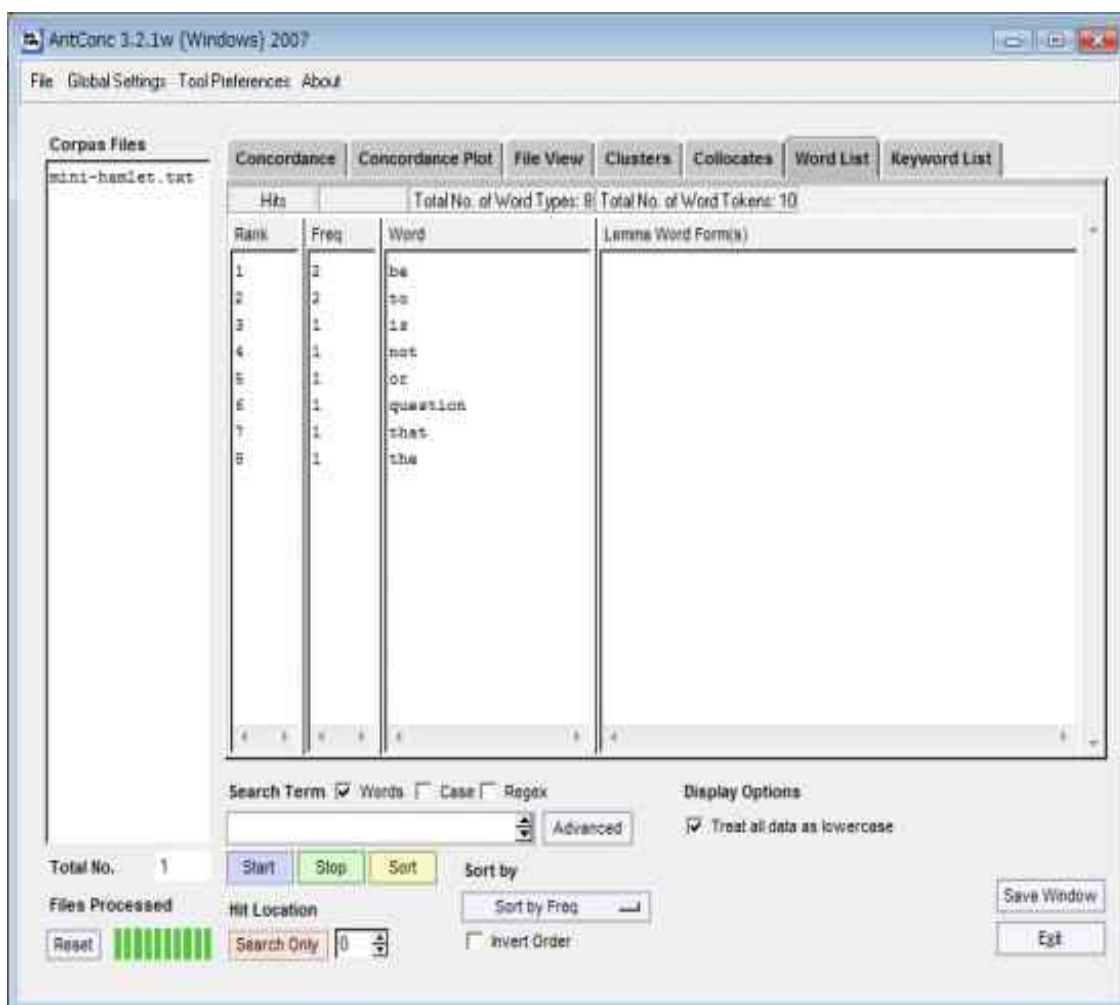 AntConc 3.2.1w (Windows) 2007
File Global Settings Tool Preferences About
Corpus Files
mini-hamlet.txt
Concordance Concordance Plot File View Clusters Collocates Word List Keyword List
Hits Total No. of Word Types: 8 Total No. of Word Tokens: 10
Rank Freq Word Lemma Word Form(s)
1 2 be
2 2 to
3 1 is
4 1 not
5 1 or
6 1 question
7 1 that
8 1 the
Search Term Words Case Regex
Display Options
Advanced
Treat all data as lowercase
Total No. 1
Start Stop Sort
Sort by
Files Processed
Hit Location
Sort by Freq
Save Window
Reset
Search Only 0
Invert Order
Exit